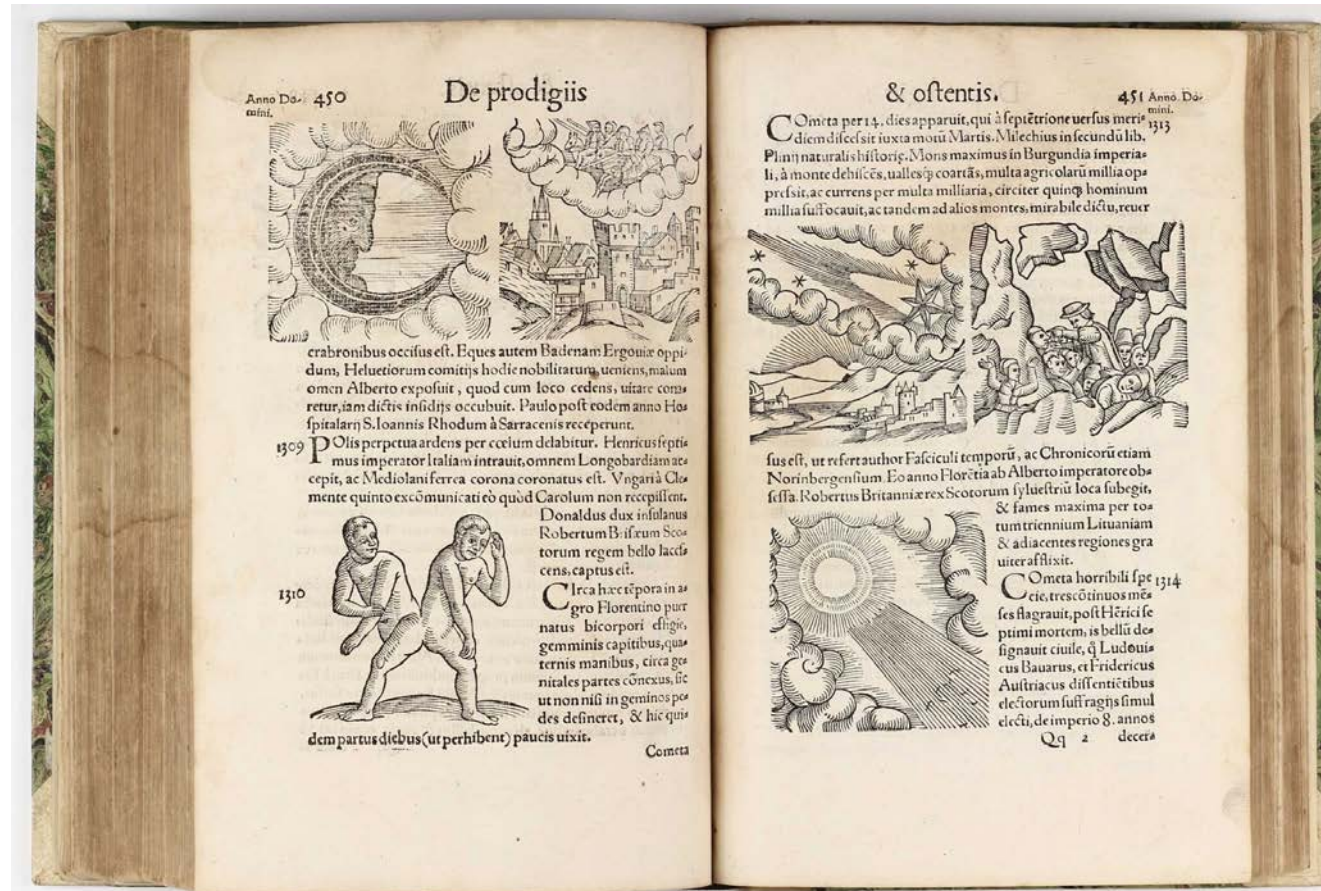 Anno Do- 450 De prodigiis
mini.
crabronibus occisus est. Eques autem Badenam Ergouiæ oppi-
dum, Heluetiorum comitijs hodie nobilitatum, ueniens, malum
omen Alberto exposuit, quod cum loco cedens, uitare cona-
retur, iam dictis insidijs occubuit. Paulo post eodem anno Ho-
spitalarij S. Ioannis Rhodum à Sarracenis recéperunt.
1309 POlis perpetua ardens per cœlum delabitur. Henricus septi-
mus imperator Italiam intrauit, omnem Longobardiam ac-
cepit, ac Mediolani ferrea corona coronatus est. Vngari à Cle-
mente quinto excōmunicati eò quòd Carolum non recepissent.
Donaldus dux insulanus
Robertum Brusæum Sco-
torum regem bello laces-
cens, captus est.
1310 CIrca hæc tēpora in a-
gro Florentino puer
natus bicorpori effigie,
gemminis capitibus, qua-
ternis manibus, circa ge-
nitales partes cōnexus, sic
ut non nisi in geminos pe-
des desineret, & hic qui-
dem partus diebus (ut perhibent) paucis uixit.
Cometa
& ostentis. 451 Anno. Do-
mini.
COmeta per 14. dies apparuit, qui à septētrione uersus meri- 1313
diem discessit iuxta motū Martis. Milechius in secundū lib.
Plinij naturalis historię. Mons maximus in Burgundia imperia-
li, à monte dehiscēs, uallesq́; coartās, multa agricolarū millia op-
pressit, ac currens per multa milliaria, circiter quinq́; hominum
millia suffocauit, ac tandem ad alios montes, mirabile dictu, reuer
sus est, ut refert author Fasciculi temporū, ac Chronicorū etiam
Norinbergensium. Eo anno Florētia ab Alberto imperatore ob-
sessa. Robertus Britanniæ rex Scotorum syluestriū loca subegit,
& fames maxima per to-
tum triennium Lituaniam
& adiacentes regiones gra
uiter afflixit.
COmeta horribili spe 1314
cie, tres cōtinuos mē-
ses flagrauit, post Hērici se
ptimi mortem, is bellū de-
signauit ciuile, q̄ Ludoui-
cus Bauarus, et Fridericus
Austriacus dissentiētibus
electorum suffragijs simul
electi, de imperio 8. annos
Qq 2 decer-